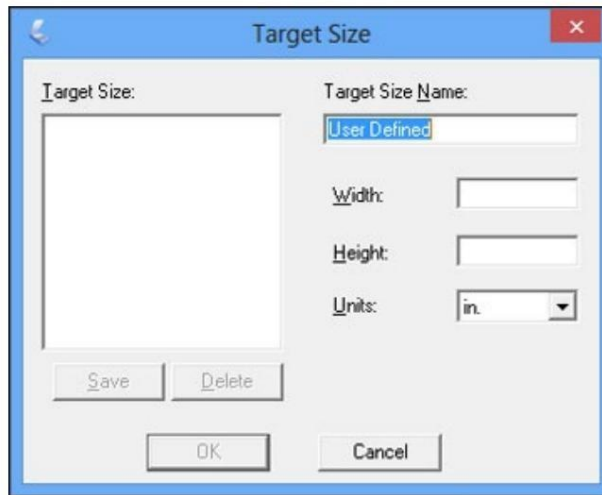 Target Size
Target Size:
Target Size Name:
User Defined
Width:
Height:
Units:
in.
Save
Delete
OK
Cancel